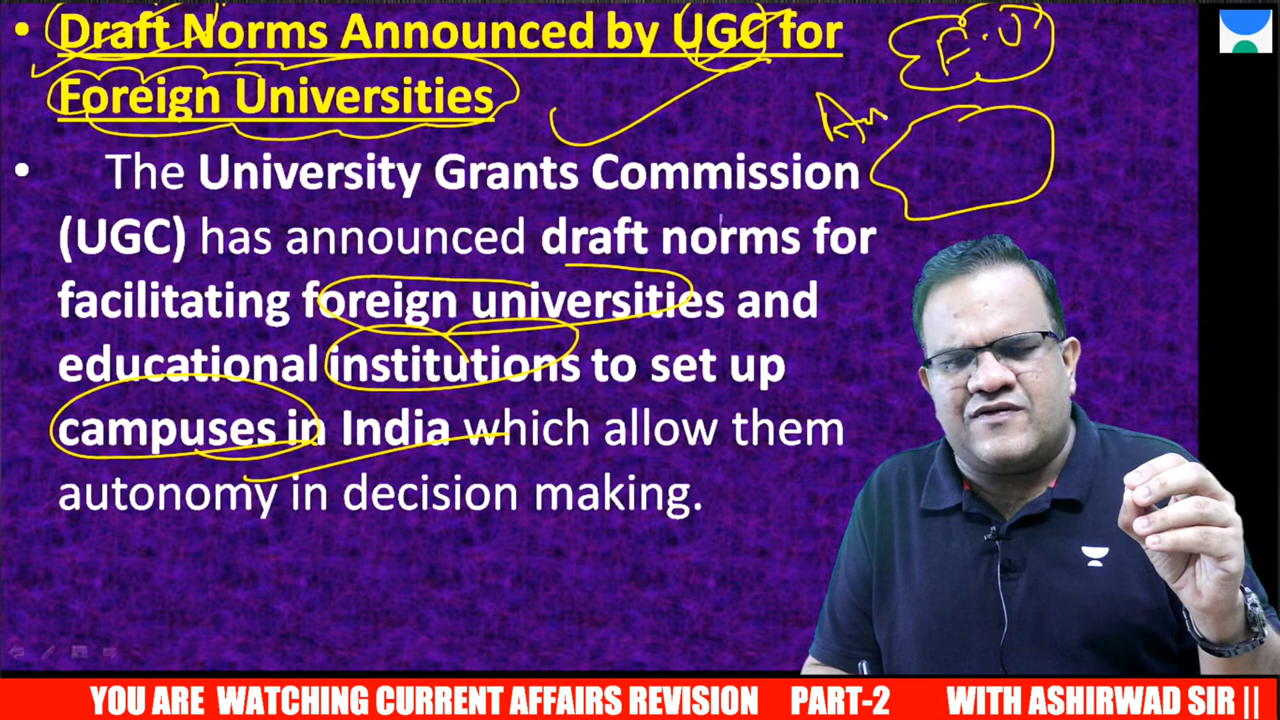 • Draft Norms Announced by UGC for
Foreign Universities
F.U
• The University Grants Commission
(UGC) has announced draft norms for
facilitating foreign universities and
educational institutions to set up
campuses in India which allow them
autonomy in decision making.
YOU ARE WATCHING CURRENT AFFAIRS REVISION PART-2 WITH ASHIRWAD SIR ||